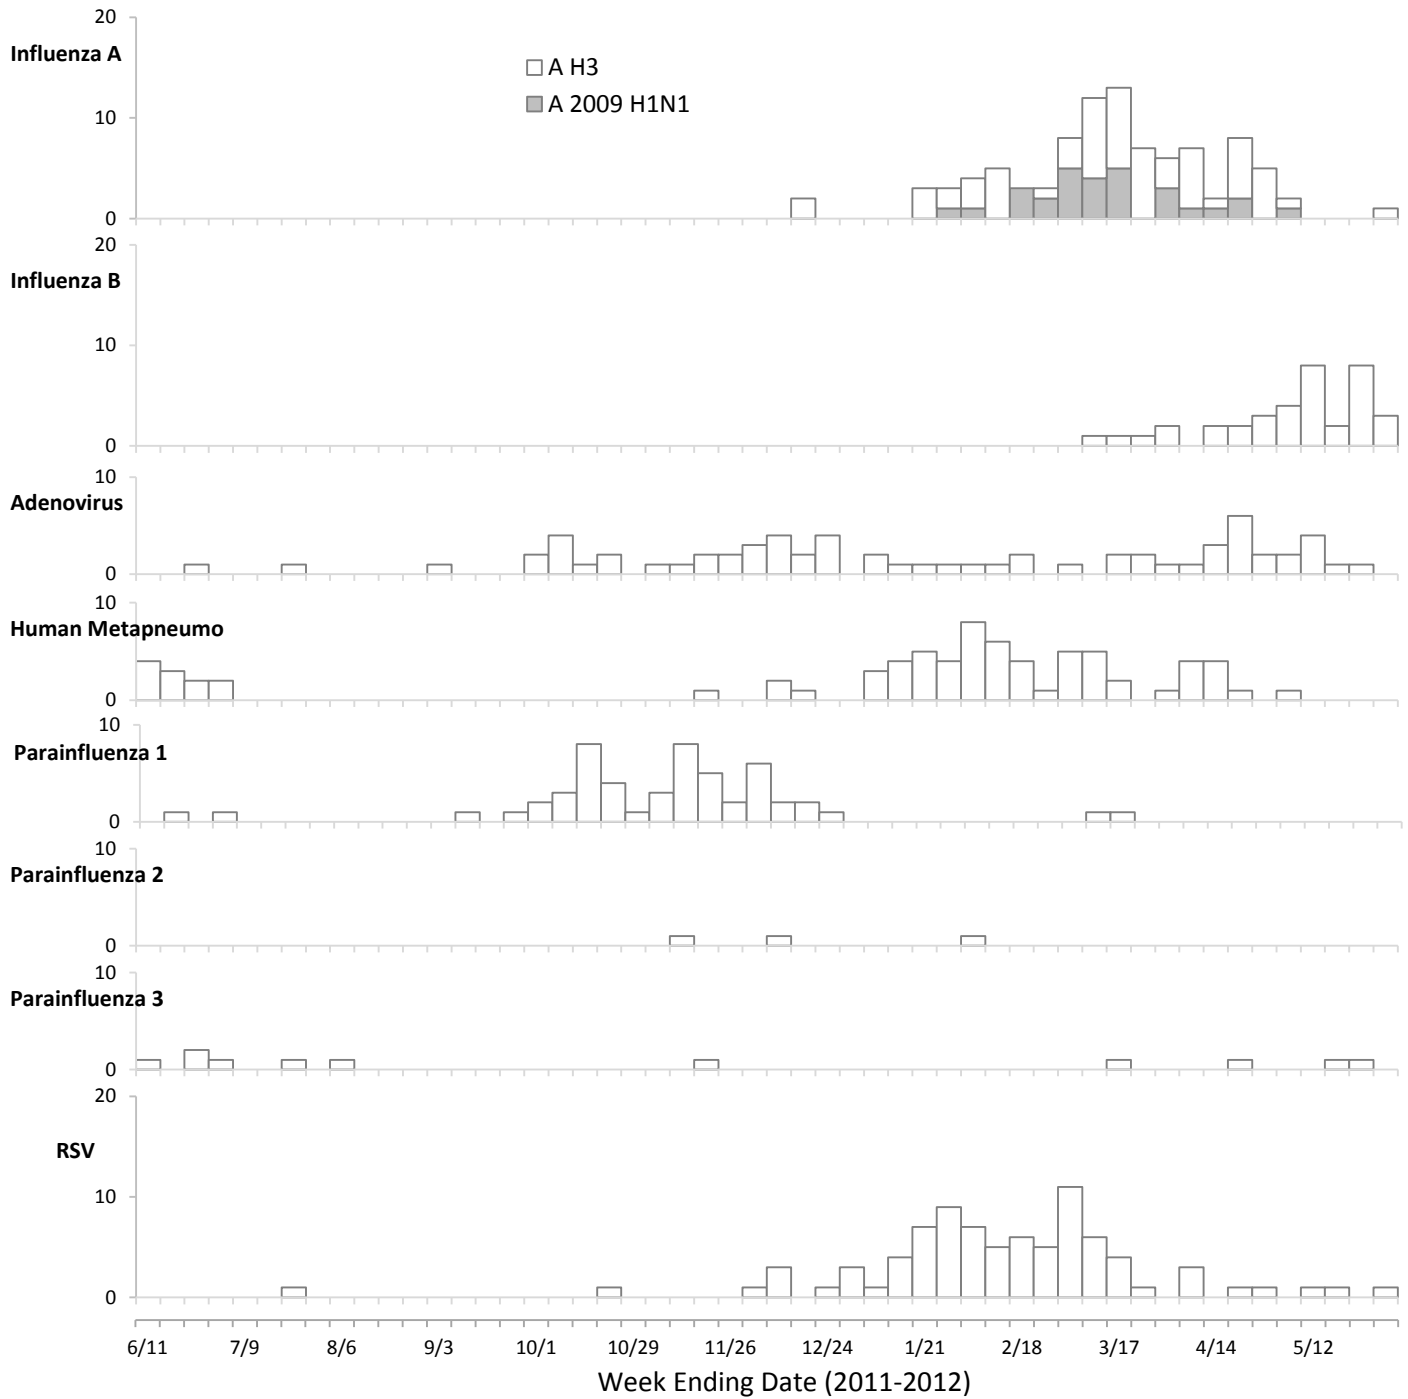 20
Influenza A
A H3
A 2009 H1N1
10
0
20
Influenza B
10
0
10
Adenovirus
0
10
Human Metapneumo
0
10
Parainfluenza 1
0
10
Parainfluenza 2
0
10
Parainfluenza 3
0
20
RSV
10
0
6/11 7/9 8/6 9/3 10/1 10/29 11/26 12/24 1/21 2/18 3/17 4/14 5/12
Week Ending Date (2011-2012)